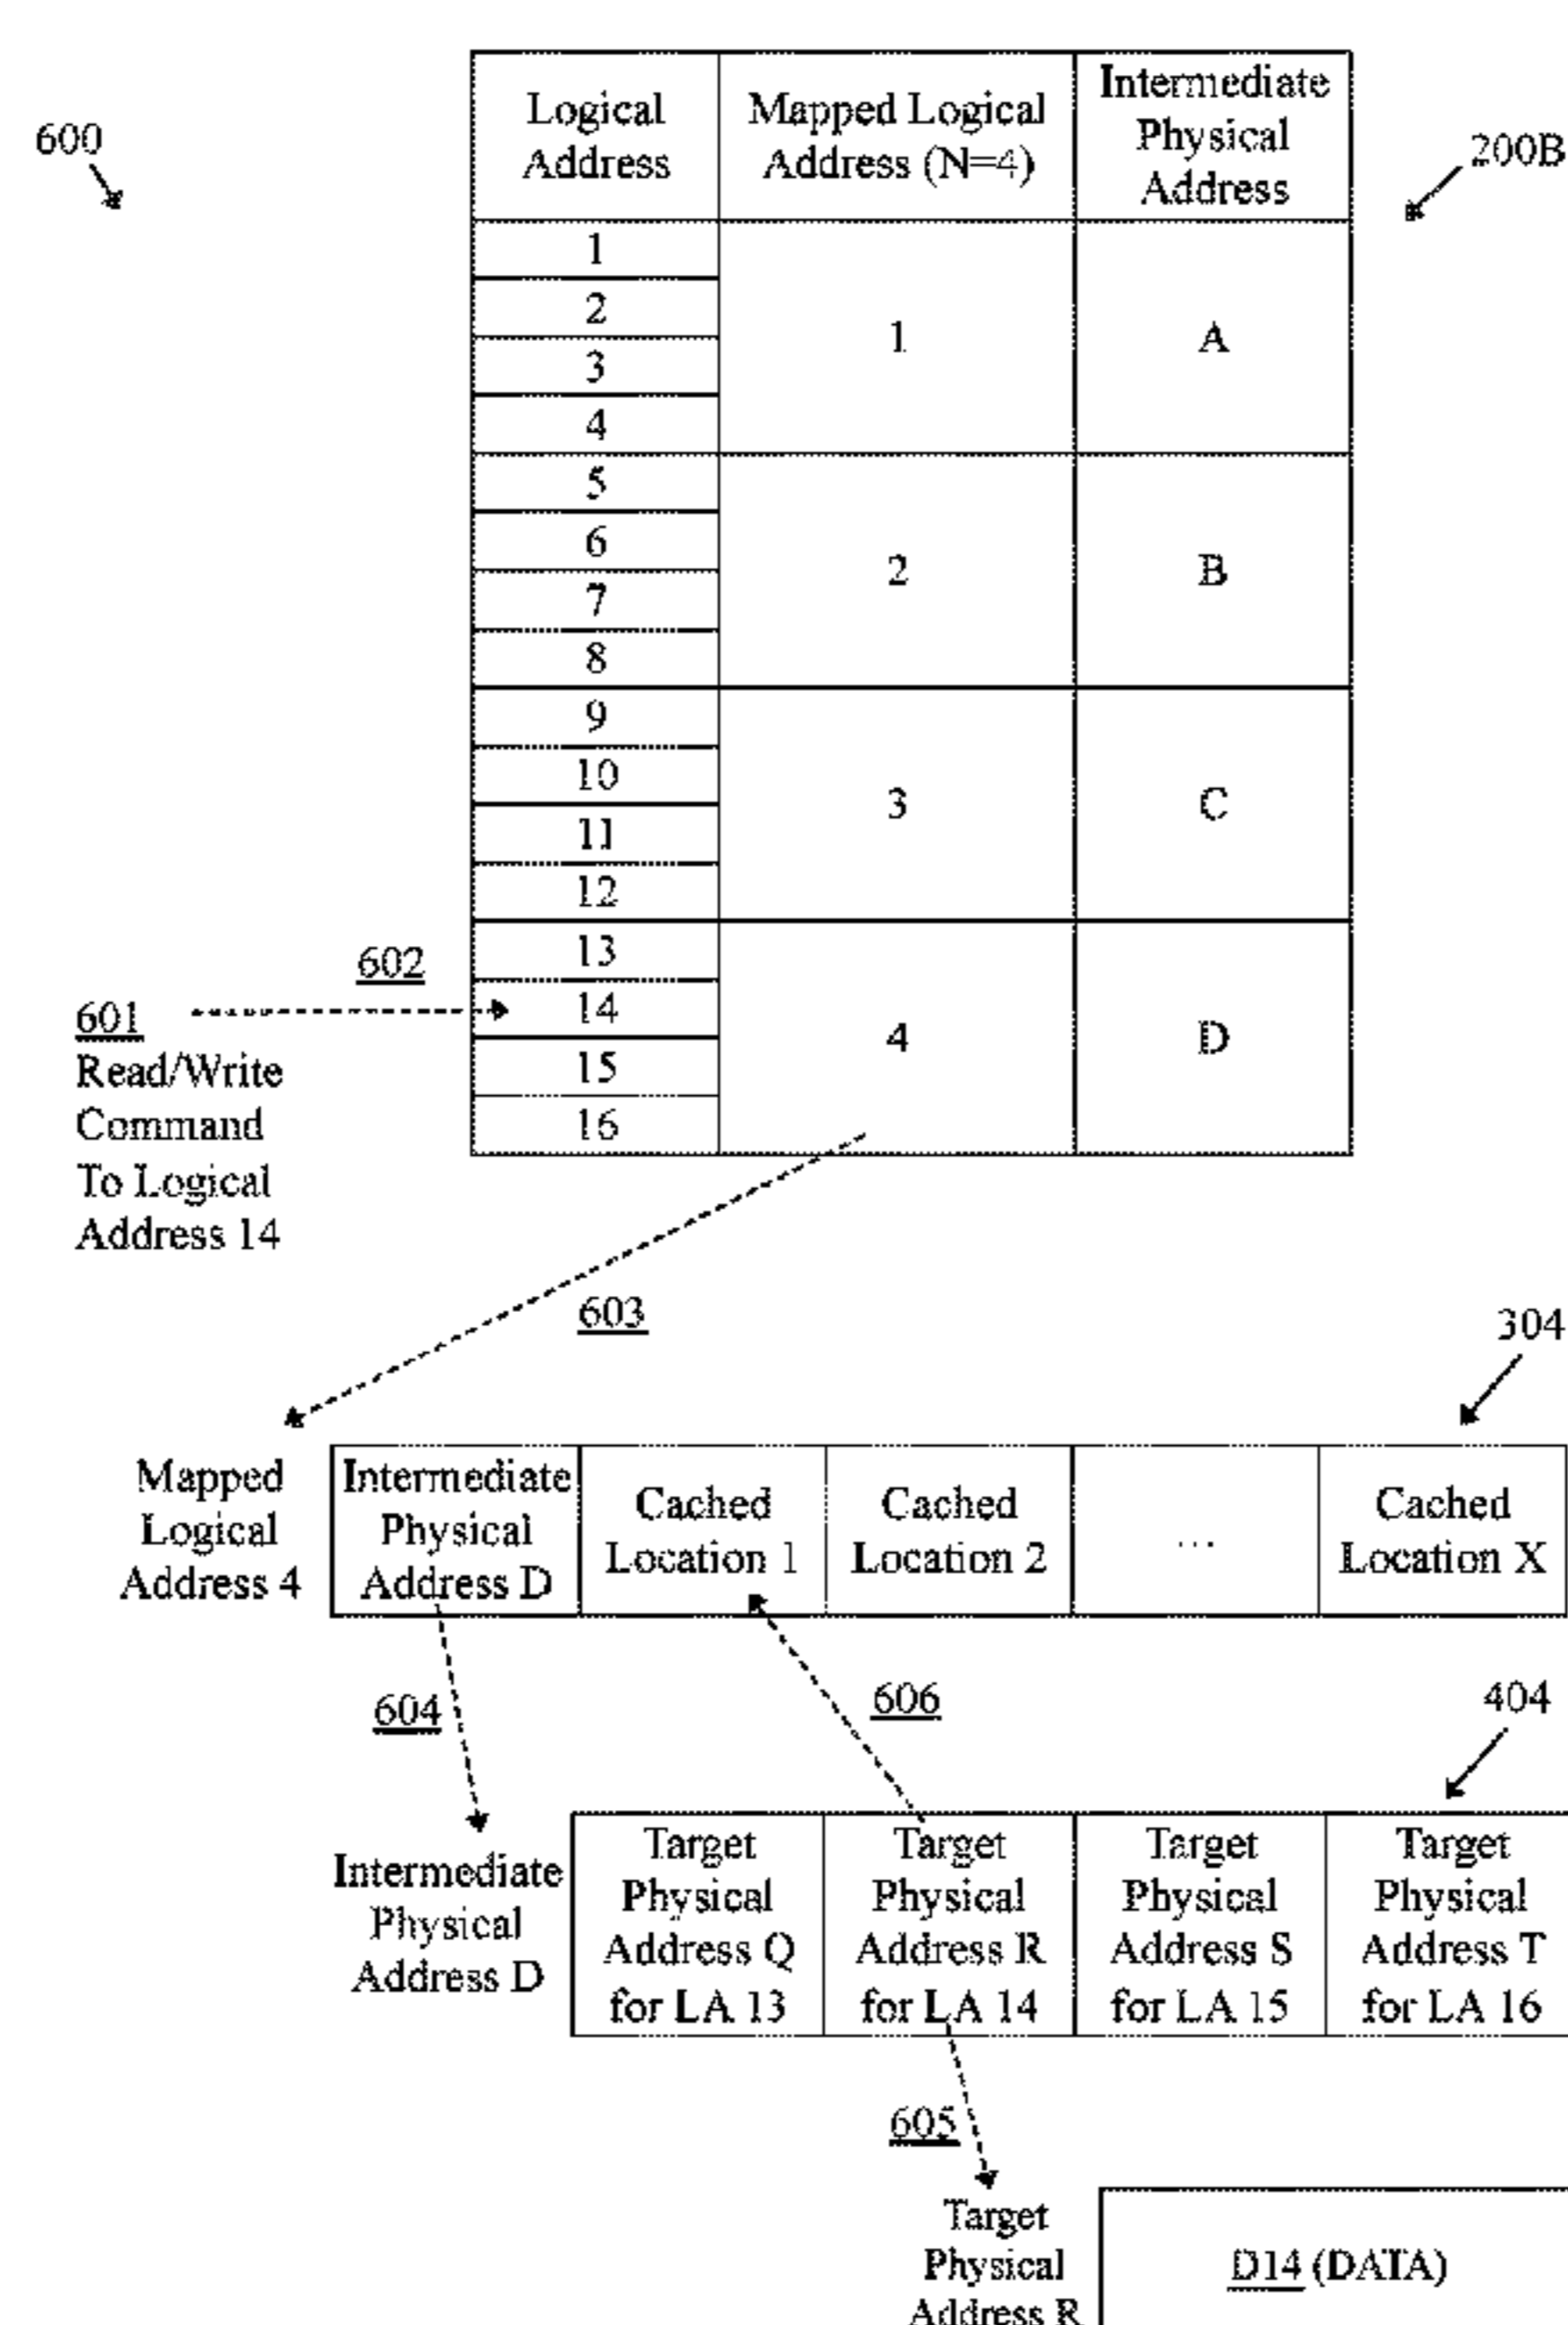 600
200B
Logical
Address
Mapped Logical
Address (N=4)
Intermediate
Physical
Address
1
2
3
4
1
A
5
6
7
8
2
B
9
10
11
12
3
C
13
14
15
16
4
D
602
601
Read/Write
Command
To Logical
Address 14
603
304
Mapped
Logical
Address 4
Intermediate
Physical
Address D
Cached
Location 1
Cached
Location 2
...
Cached
Location X
604
606
404
Intermediate
Physical
Address D
Target
Physical
Address Q
for LA 13
Target
Physical
Address R
for LA 14
Target
Physical
Address S
for LA 15
Target
Physical
Address T
for LA 16
605
Target
Physical
Address R
D14 (DATA)